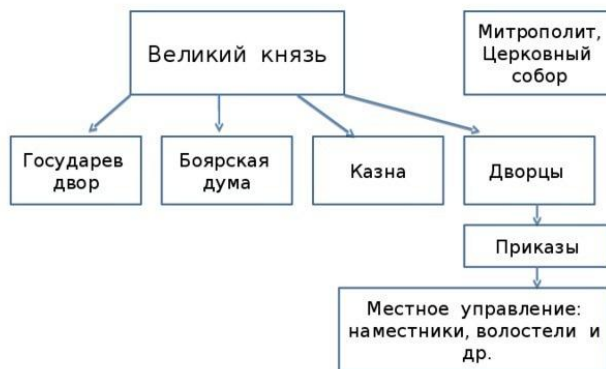 Великий князь
Митрополит,
Церковный
собор
Государев
двор
Боярская
дума
Казна
Дворцы
Приказы
Местное управление:
наместники, волостели и
др.